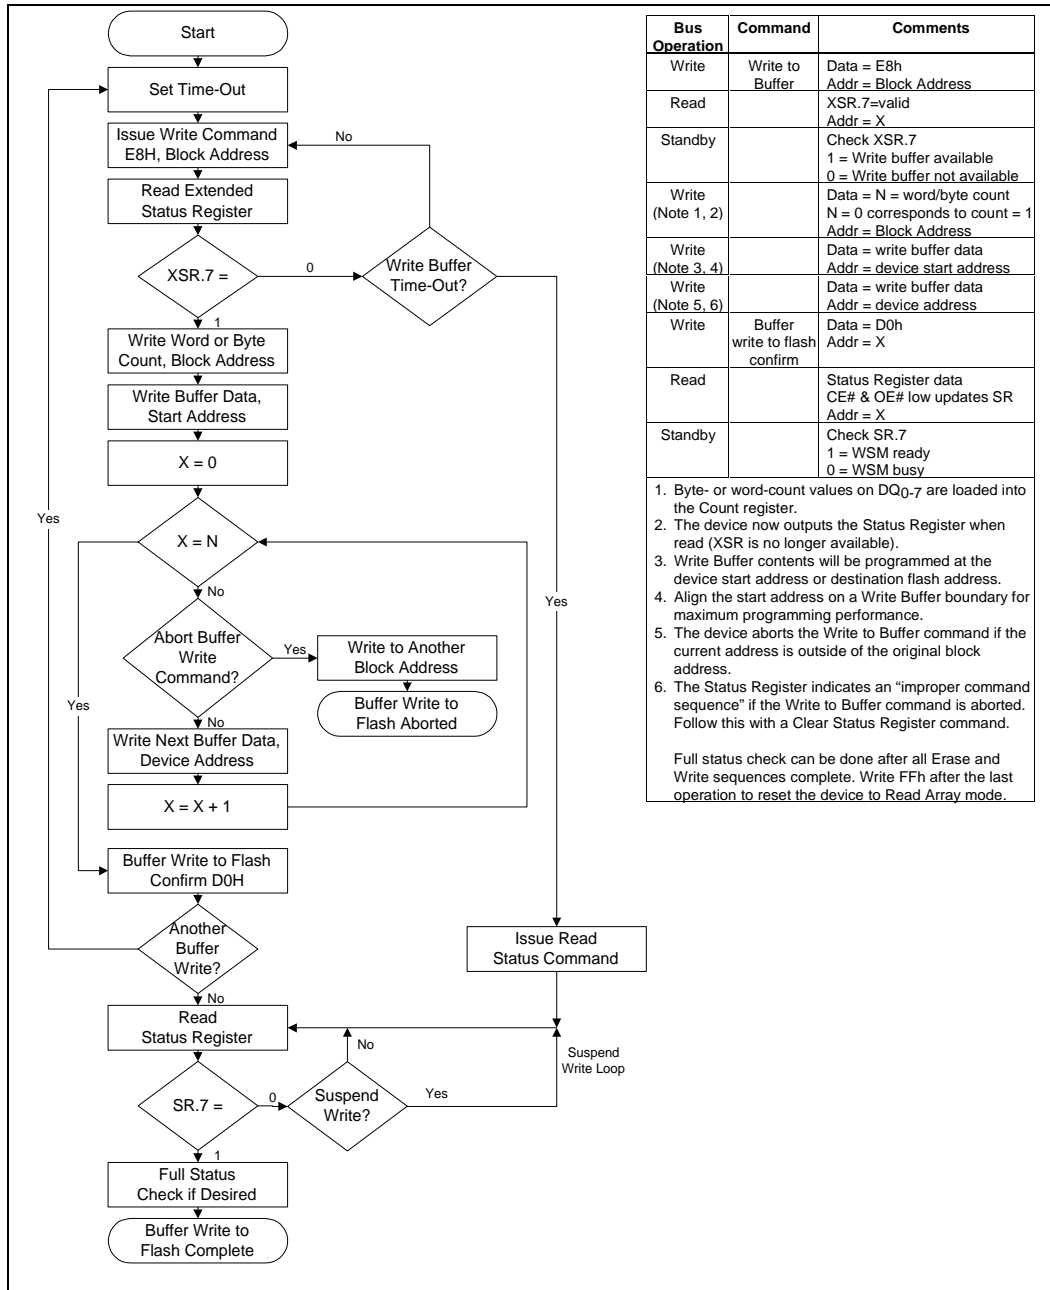 Start
Set Time-Out
Issue Write Command
E8H, Block Address
No
Read Extended
Status Register
XSR.7 =
0
Write Buffer
Time-Out?
1
Write Word or Byte
Count, Block Address
Write Buffer Data,
Start Address
X = 0
Yes
X = N
No
Yes
Abort Buffer
Write
Command?
Yes
Write to Another
Block Address
Buffer Write to
Flash Aborted
Yes
No
Write Next Buffer Data,
Device Address
X = X + 1
Buffer Write to Flash
Confirm D0H
Another
Buffer
Write?
Issue Read
Status Command
No
Read
Status Register
No
Suspend
Write Loop
SR.7 =
0
Suspend
Write?
Yes
1
Full Status
Check if Desired
Buffer Write to
Flash Complete
Bus
Operation
Command
Comments
Write
Write to
Buffer
Data = E8h
Addr = Block Address
Read
XSR.7=valid
Addr = X
Standby
Check XSR.7
1 = Write buffer available
0 = Write buffer not available
Write
(Note 1, 2)
Data = N = word/byte count
N = 0 corresponds to count = 1
Addr = Block Address
Write
(Note 3, 4)
Data = write buffer data
Addr = device start address
Write
(Note 5, 6)
Data = write buffer data
Addr = device address
Write
Buffer
write to flash
confirm
Data = D0h
Addr = X
Read
Status Register data
CE# & OE# low updates SR
Addr = X
Standby
Check SR.7
1 = WSM ready
0 = WSM busy
1. Byte- or word-count values on DQ0-7 are loaded into
the Count register.
2. The device now outputs the Status Register when
read (XSR is no longer available).
3. Write Buffer contents will be programmed at the
device start address or destination flash address.
4. Align the start address on a Write Buffer boundary for
maximum programming performance.
5. The device aborts the Write to Buffer command if the
current address is outside of the original block
address.
6. The Status Register indicates an “improper command
sequence” if the Write to Buffer command is aborted.
Follow this with a Clear Status Register command.
Full status check can be done after all Erase and
Write sequences complete. Write FFh after the last
operation to reset the device to Read Array mode.